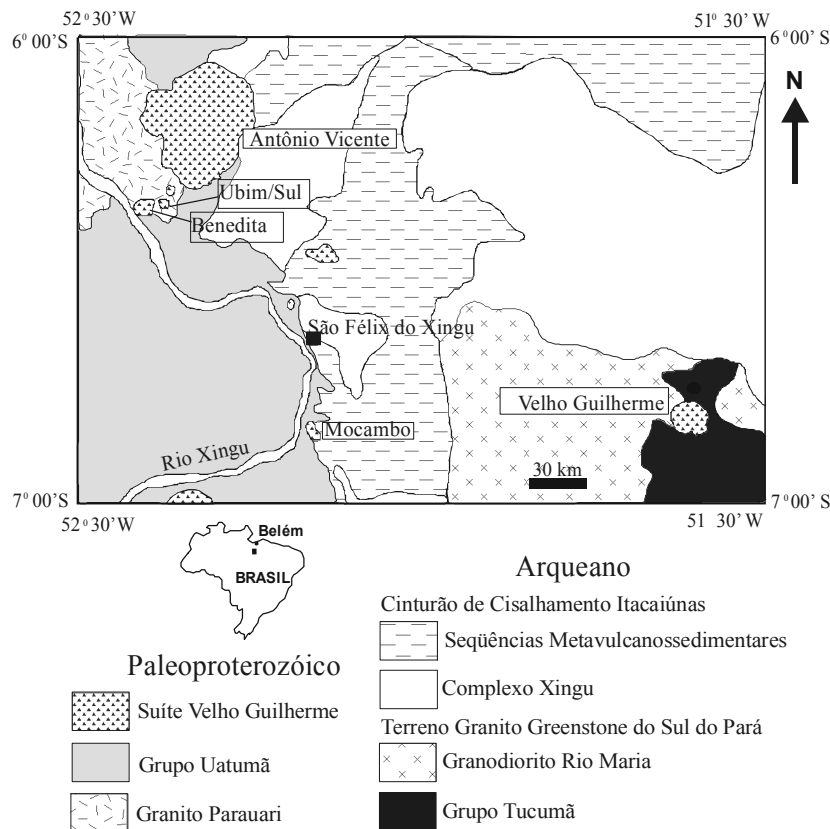 52° 30' W
51° 30' W
6° 00' S
6° 00' S
N
Antônio Vicente
Ubim/Sul
Benedita
São Félix do Xingu
Velho Guilherme
Mocambo
Rio Xingu
30 km
7° 00' S
7° 00' S
52° 30' W
51 30' W
Belém
BRASIL
Arqueano
Cinturão de Cisalhamento Itacaiúnas
Seqüências Metavulcanossedimentares
Complexo Xingu
Terreno Granito Greenstone do Sul do Pará
Granodiorito Rio Maria
Grupo Tucumã
Paleoproterozóico
Suíte Velho Guilherme
Grupo Uatumã
Granito Parauari